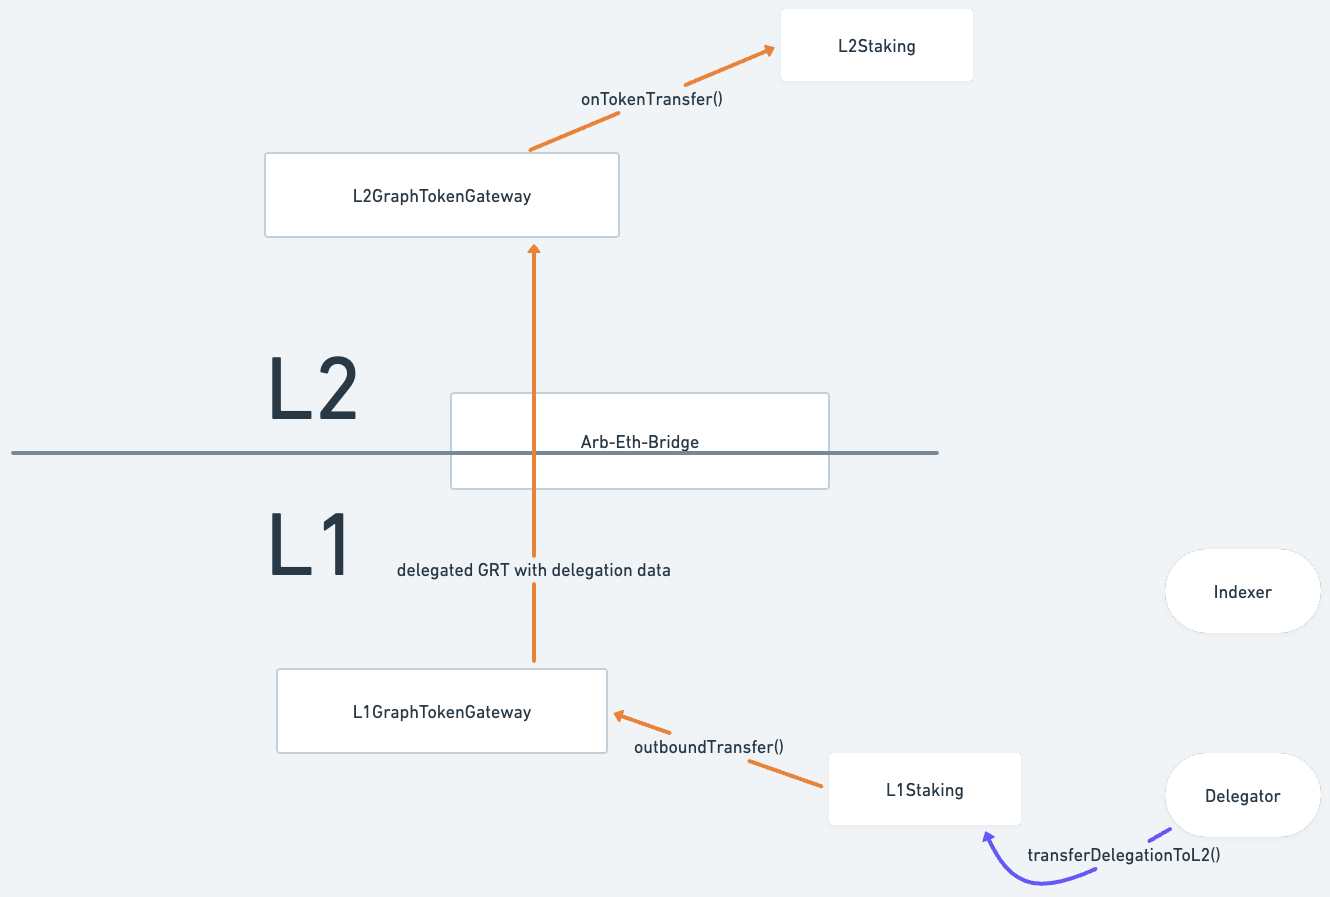 L2Staking
onTokenTransfer()
L2GraphTokenGateway
L2
Arb-Eth-Bridge
L1
delegated GRT with delegation data
Indexer
L1GraphTokenGateway
outboundTransfer()
L1Staking
Delegator
transferDelegationToL2()